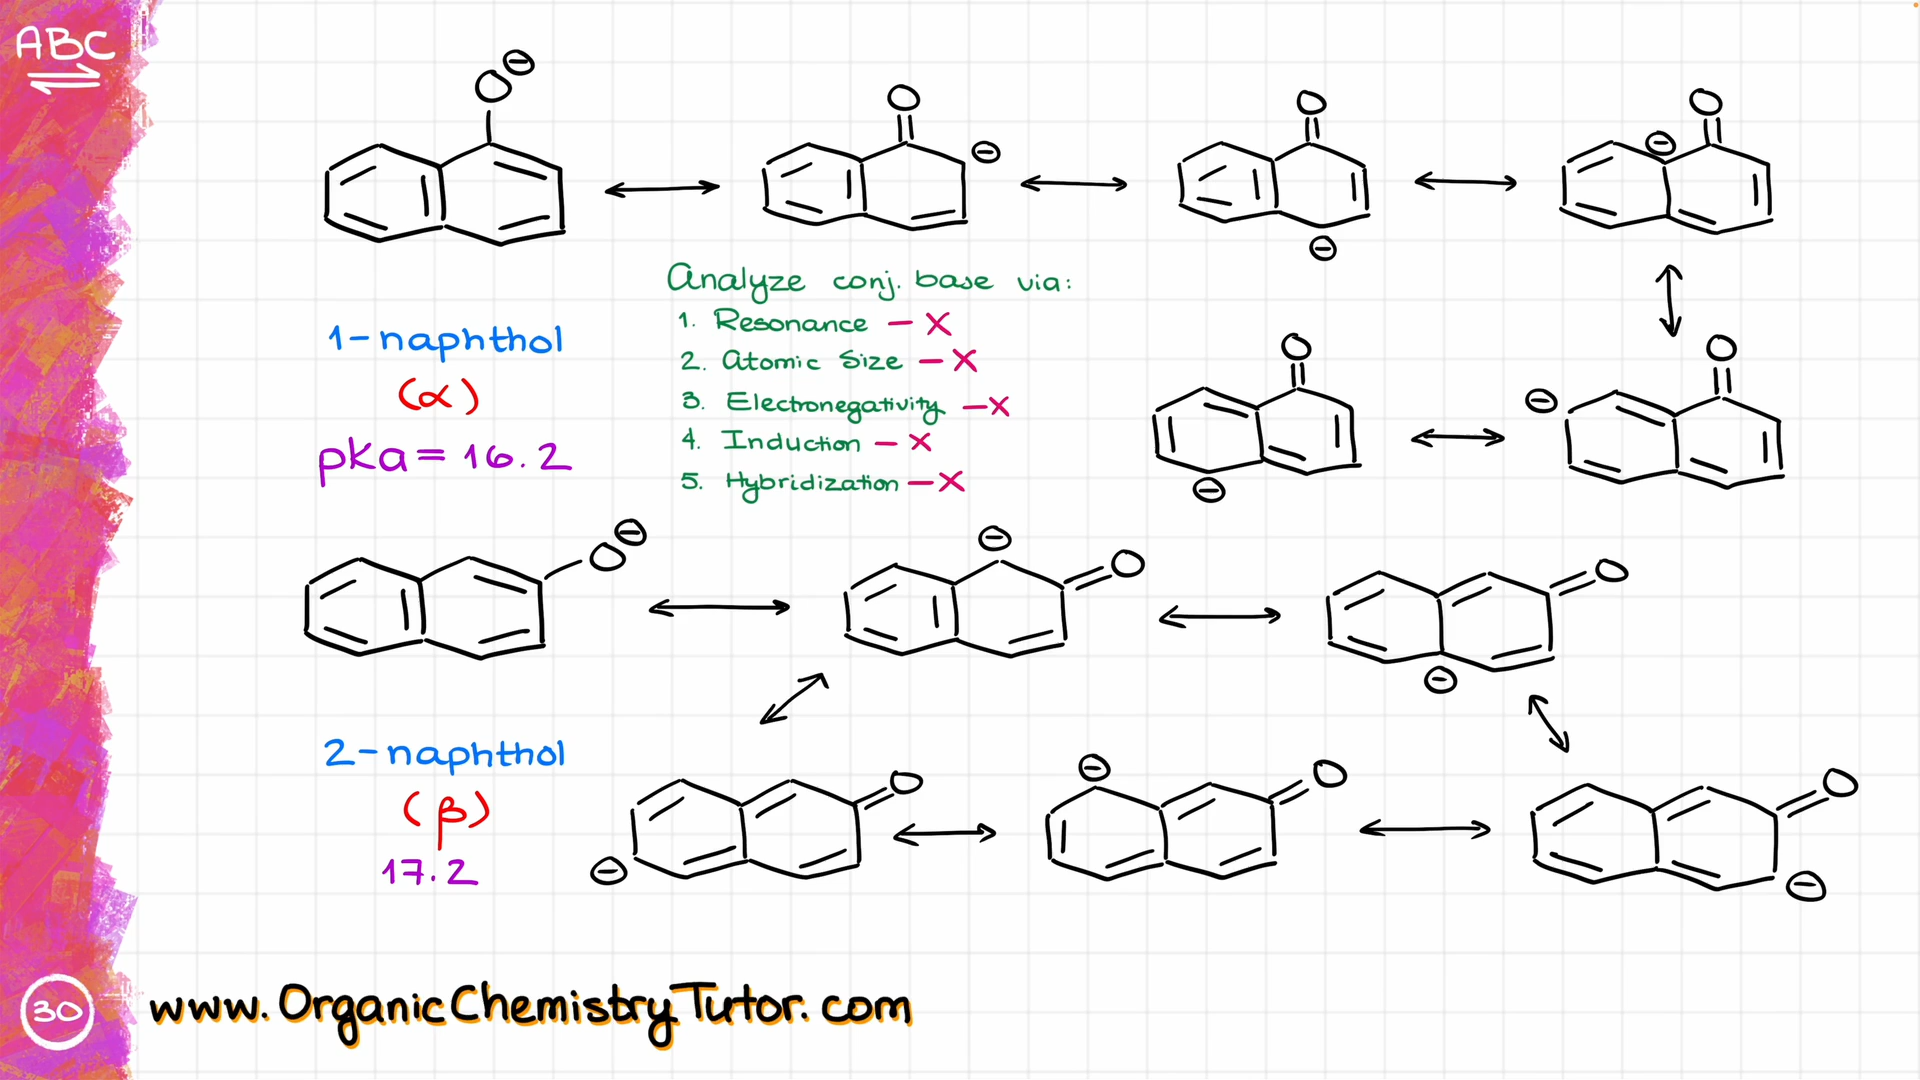 ABC
O⊖
O
⊖
O
⊖
O
⊖
Analyze conj. base via:
1. Resonance – X
2. Atomic Size – X
3. Electronegativity – X
4. Induction – X
5. Hybridization – X
1-naphthol
(α)
pka = 16.2
O
⊖
O
⊖
O⊖
⊖
O
O
⊖
2-naphthol
(β)
17.2
O
⊖
⊖
O
O
⊖
30
www.OrganicChemistryTutor.com